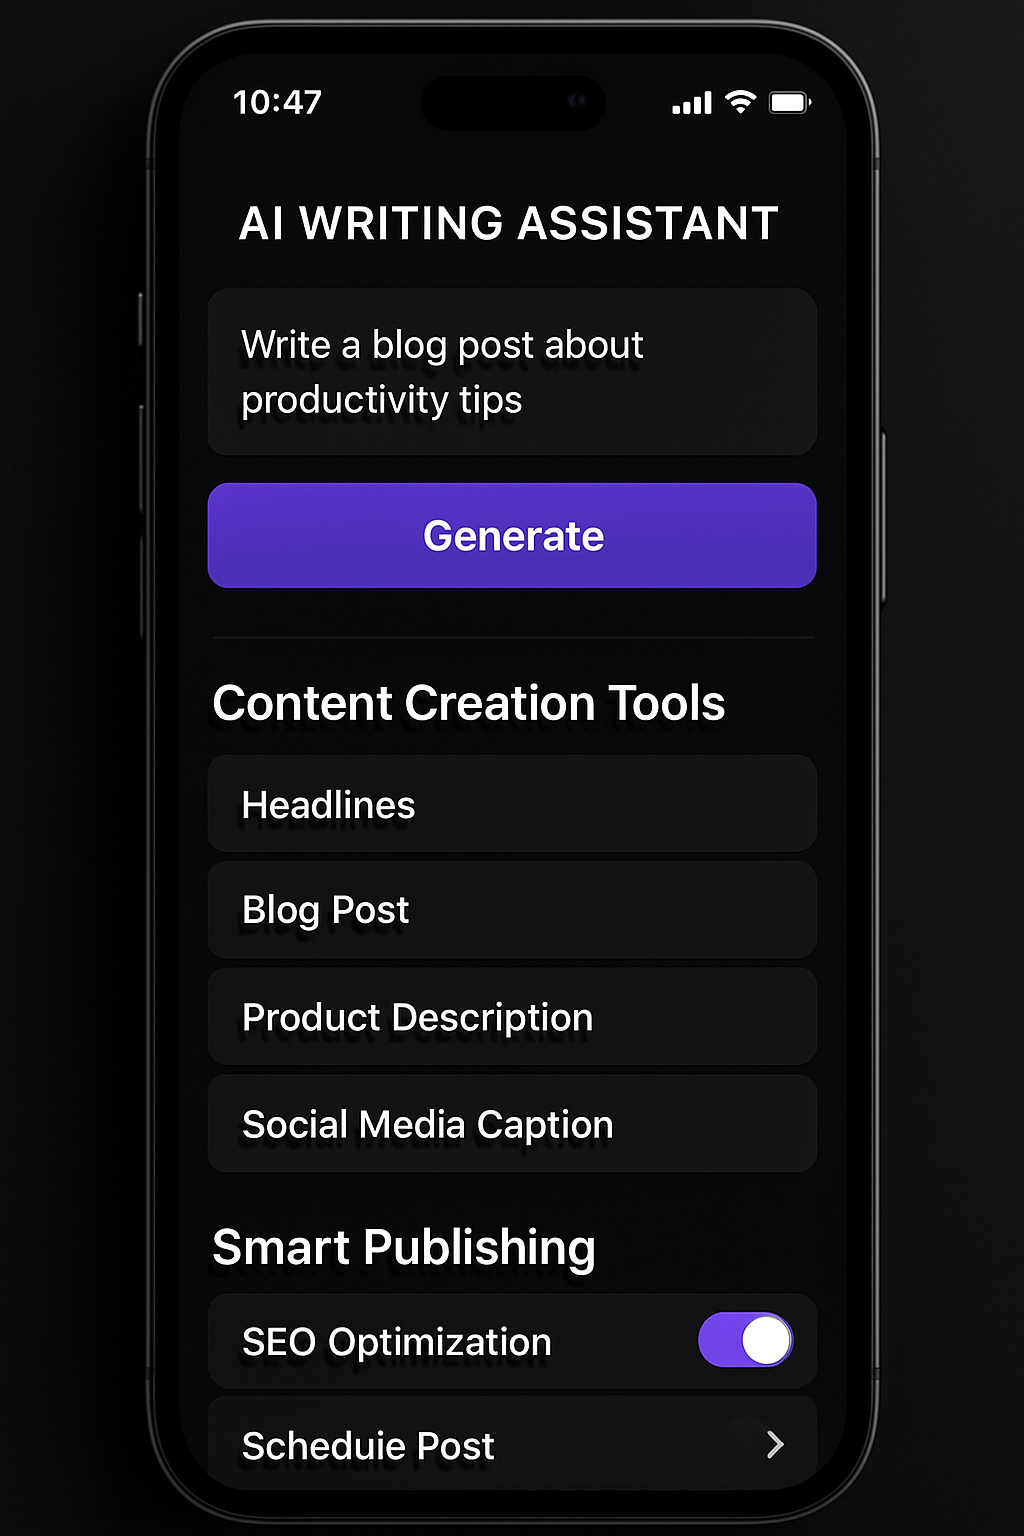 10:47
AI WRITING ASSISTANT
Write a blog post about
productivity tips
Generate
Content Creation Tools
Headlines
Blog Post
Product Description
Social Media Caption
Smart Publishing
SEO Optimization
Scheduie Post